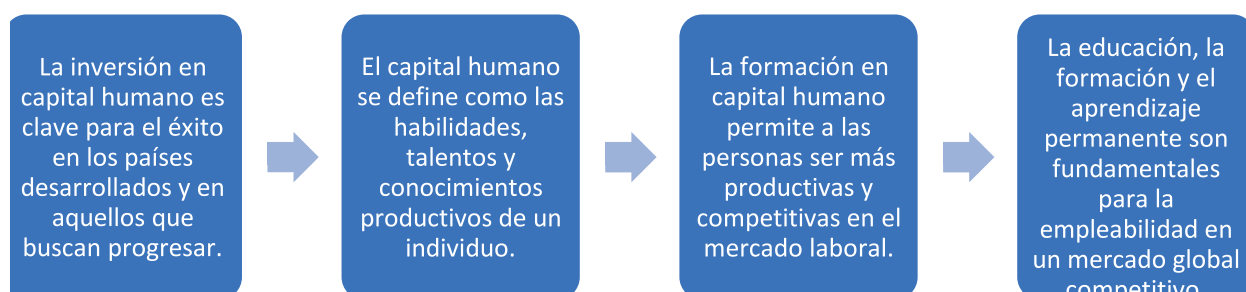 La inversión en
capital humano es
clave para el éxito
en los países
desarrollados y en
aquellos que
buscan progresar.
El capital humano
se define como las
habilidades,
talentos y
conocimientos
productivos de un
individuo.
La formación en
capital humano
permite a las
personas ser más
productivas y
competitivas en el
mercado laboral.
La educación, la
formación y el
aprendizaje
permanente son
fundamentales
para la
empleabilidad en
un mercado global
competitivo.